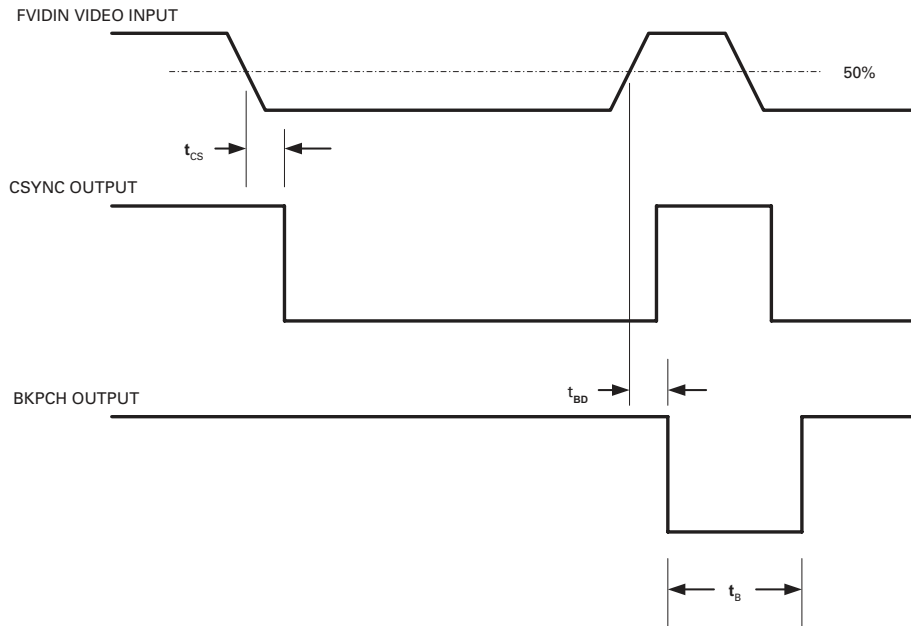 FVIDIN VIDEO INPUT
50%
tCS
CSYNC OUTPUT
tBD
BKPCH OUTPUT
tB